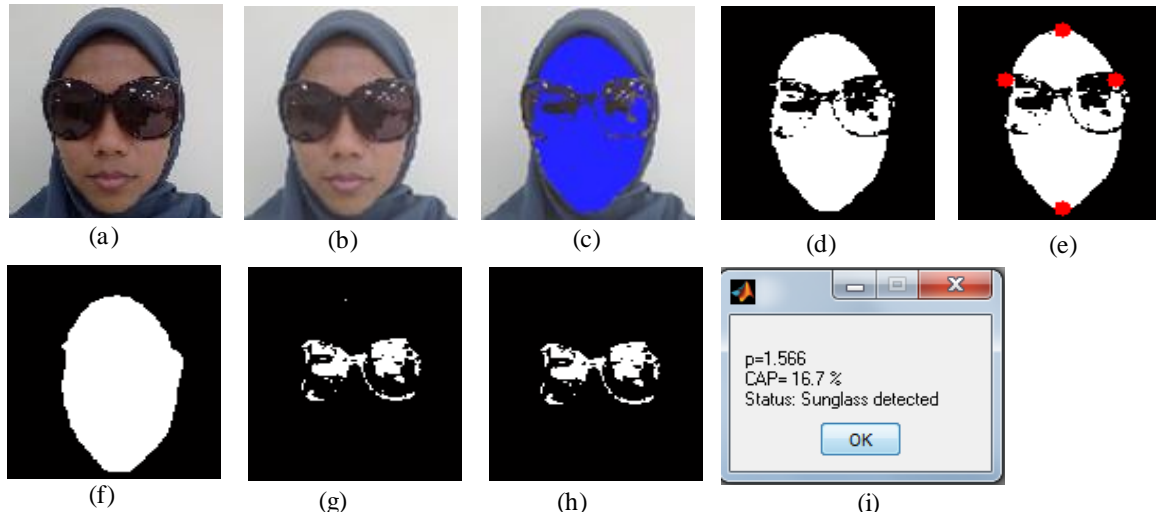 (a)
(b)
(c)
(d)
(e)
(f)
(g)
(h)
p=1.566
CAP= 16.7 %
Status: Sunglass detected
OK
(i)